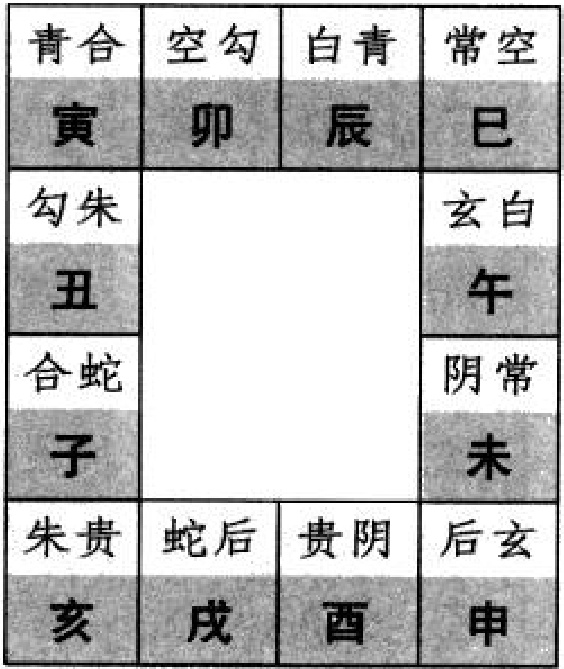 青合 空勾 白青 常空
寅 卯 辰 巳
勾朱 玄白
丑 午
合蛇 阴常
子 未
朱贵 蛇后 贵阴 后玄
亥 戌 酉 申